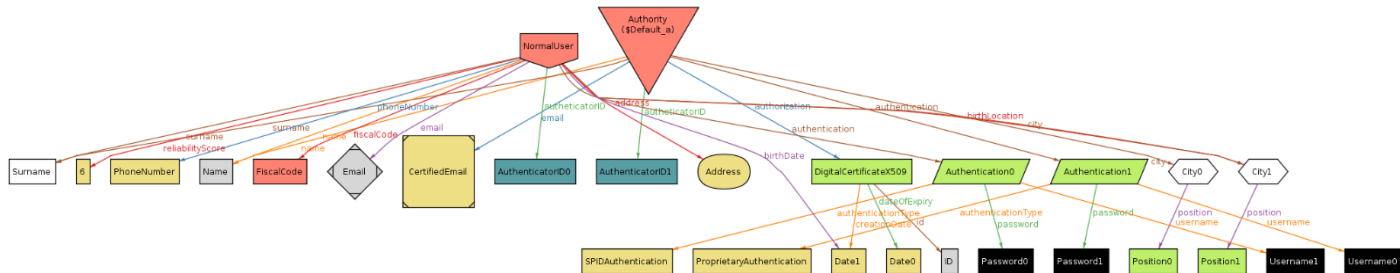 Authority
($Default_a)
NormalUser
phoneNumber
autheticatorID
address
autheticatorID
authorization
authentication
surname
surname
name
fiscalCode
email
email
authentication
birthLocation
city
reliabilityScore
name
birthDate
city
Surname
6
PhoneNumber
Name
FiscalCode
Email
CertifiedEmail
AuthenticatorID0
AuthenticatorID1
Address
DigitalCertificateX509
Authentication0
Authentication1
City0
City1
dateOfExpiry
authenticationType
creationDate
id
authenticationType
password
password
position
username
position
username
SPIDAuthentication
ProprietaryAuthentication
Date1
Date0
ID
Password0
Password1
Position0
Position1
Username1
Username0